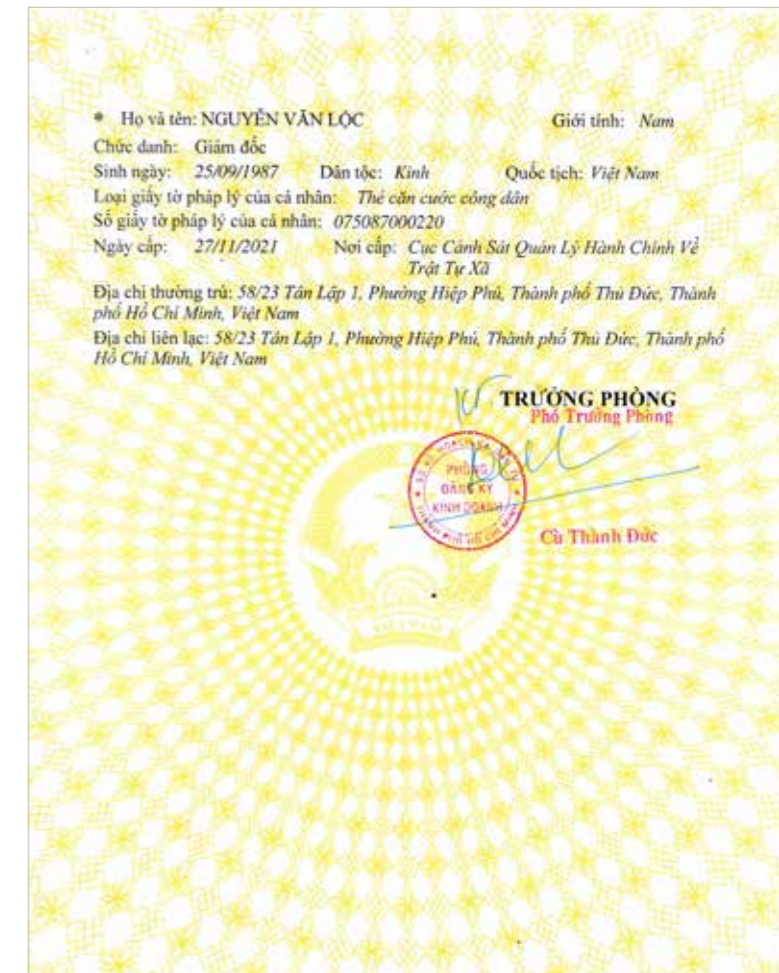 * Họ và tên: NGUYỄN VĂN LỘC Giới tính: Nam
Chức danh: Giám đốc
Sinh ngày: 25/09/1987 Dân tộc: Kinh Quốc tịch: Việt Nam
Loại giấy tờ pháp lý của cá nhân: Thẻ căn cước công dân
Số giấy tờ pháp lý của cá nhân: 075087000220
Ngày cấp: 27/11/2021 Nơi cấp: Cục Cảnh Sát Quản Lý Hành Chính Về
Trật Tự Xã
Địa chỉ thường trú: 58/23 Tân Lập 1, Phường Hiệp Phú, Thành phố Thủ Đức, Thành
phố Hồ Chí Minh, Việt Nam
Địa chỉ liên lạc: 58/23 Tân Lập 1, Phường Hiệp Phú, Thành phố Thủ Đức, Thành phố
Hồ Chí Minh, Việt Nam
TRƯỞNG PHÒNG
Phó Trưởng Phòng
PHÒNG
ĐĂNG KÝ
KINH DOANH
THÀNH PHỐ HỒ CHÍ MINH
Cù Thành Đức